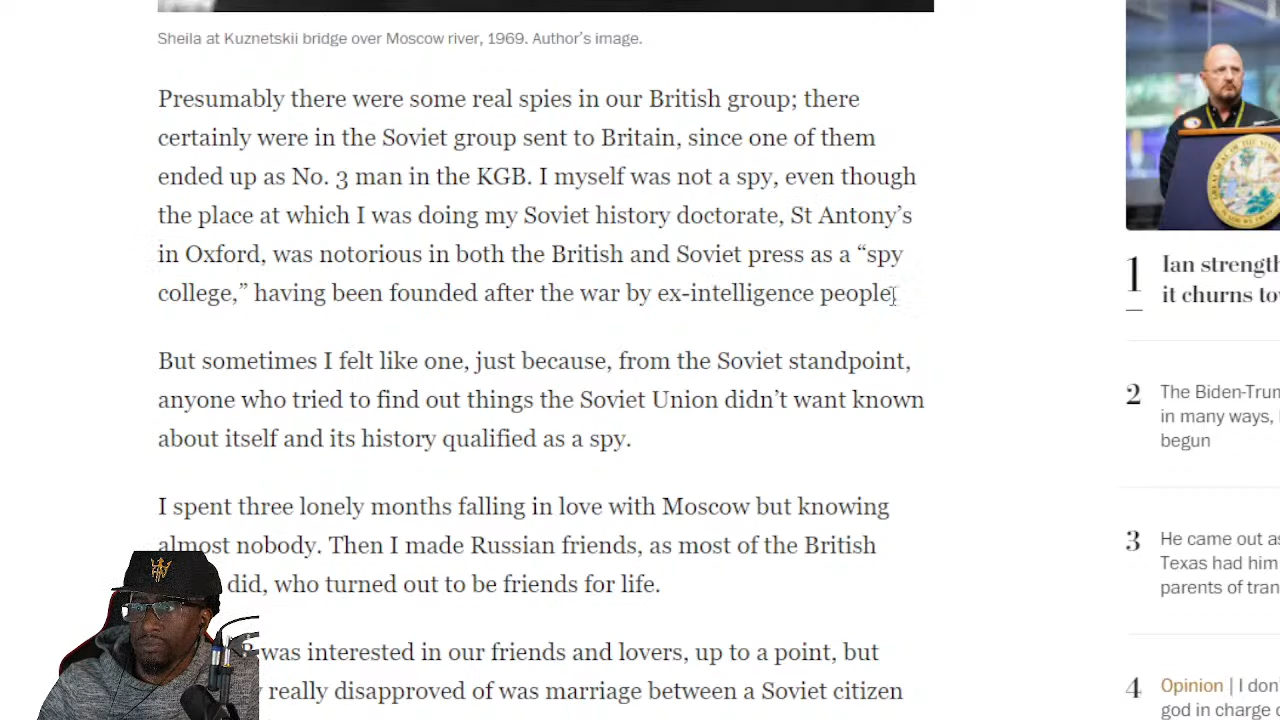 Sheila at Kuznetskii bridge over Moscow river, 1969. Author's image.
Presumably there were some real spies in our British group; there
certainly were in the Soviet group sent to Britain, since one of them
ended up as No. 3 man in the KGB. I myself was not a spy, even though
the place at which I was doing my Soviet history doctorate, St Antony's
in Oxford, was notorious in both the British and Soviet press as a “spy
college,” having been founded after the war by ex-intelligence people
But sometimes I felt like one, just because, from the Soviet standpoint,
anyone who tried to find out things the Soviet Union didn't want known
about itself and its history qualified as a spy.
I spent three lonely months falling in love with Moscow but knowing
almost nobody. Then I made Russian friends, as most of the British
did, who turned out to be friends for life.
was interested in our friends and lovers, up to a point, but
really disapproved of was marriage between a Soviet citizen
1
Ian
it churns
2
The
in many ways,
begun
3
He came out
Texas had him
parents of
4
Opinion | I
god in charge